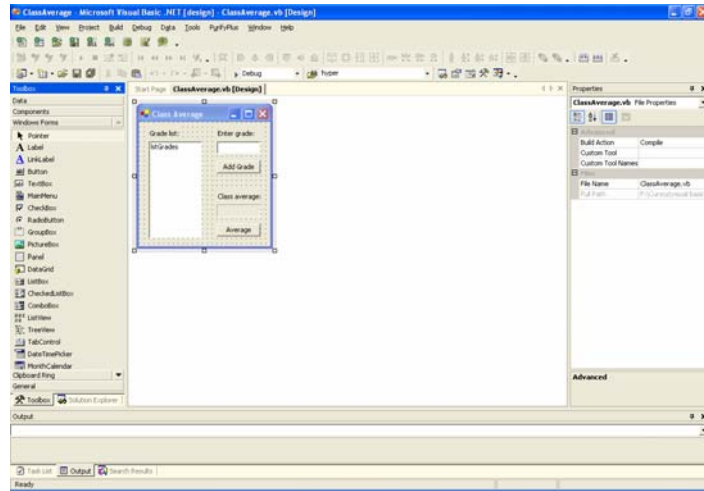 ClassAverage - Microsoft Visual Basic .NET [design] - ClassAverage.vb [Design]
File Edit View Project Build Debug Data Tools PurifyPlus Window Help
Debug hyper
Toolbox
Data
Components
Windows Forms
Pointer
Label
LinkLabel
Button
TextBox
MainMenu
CheckBox
RadioButton
GroupBox
PictureBox
Panel
DataGrid
ListBox
CheckedListBox
ComboBox
ListView
TreeView
TabControl
DateTimePicker
MonthCalendar
Clipboard Ring
General
Toolbox Solution Explorer
Start Page ClassAverage.vb [Design]
Class Average
Grade list: Enter grade:
lstGrades
Add Grade
Class average:
Average
Properties
ClassAverage.vb File Properties
Advanced
Build Action Compile
Custom Tool
Custom Tool Names
File Name ClassAverage.vb
Full Path
Advanced
Output
Task List Output Search Results
Ready